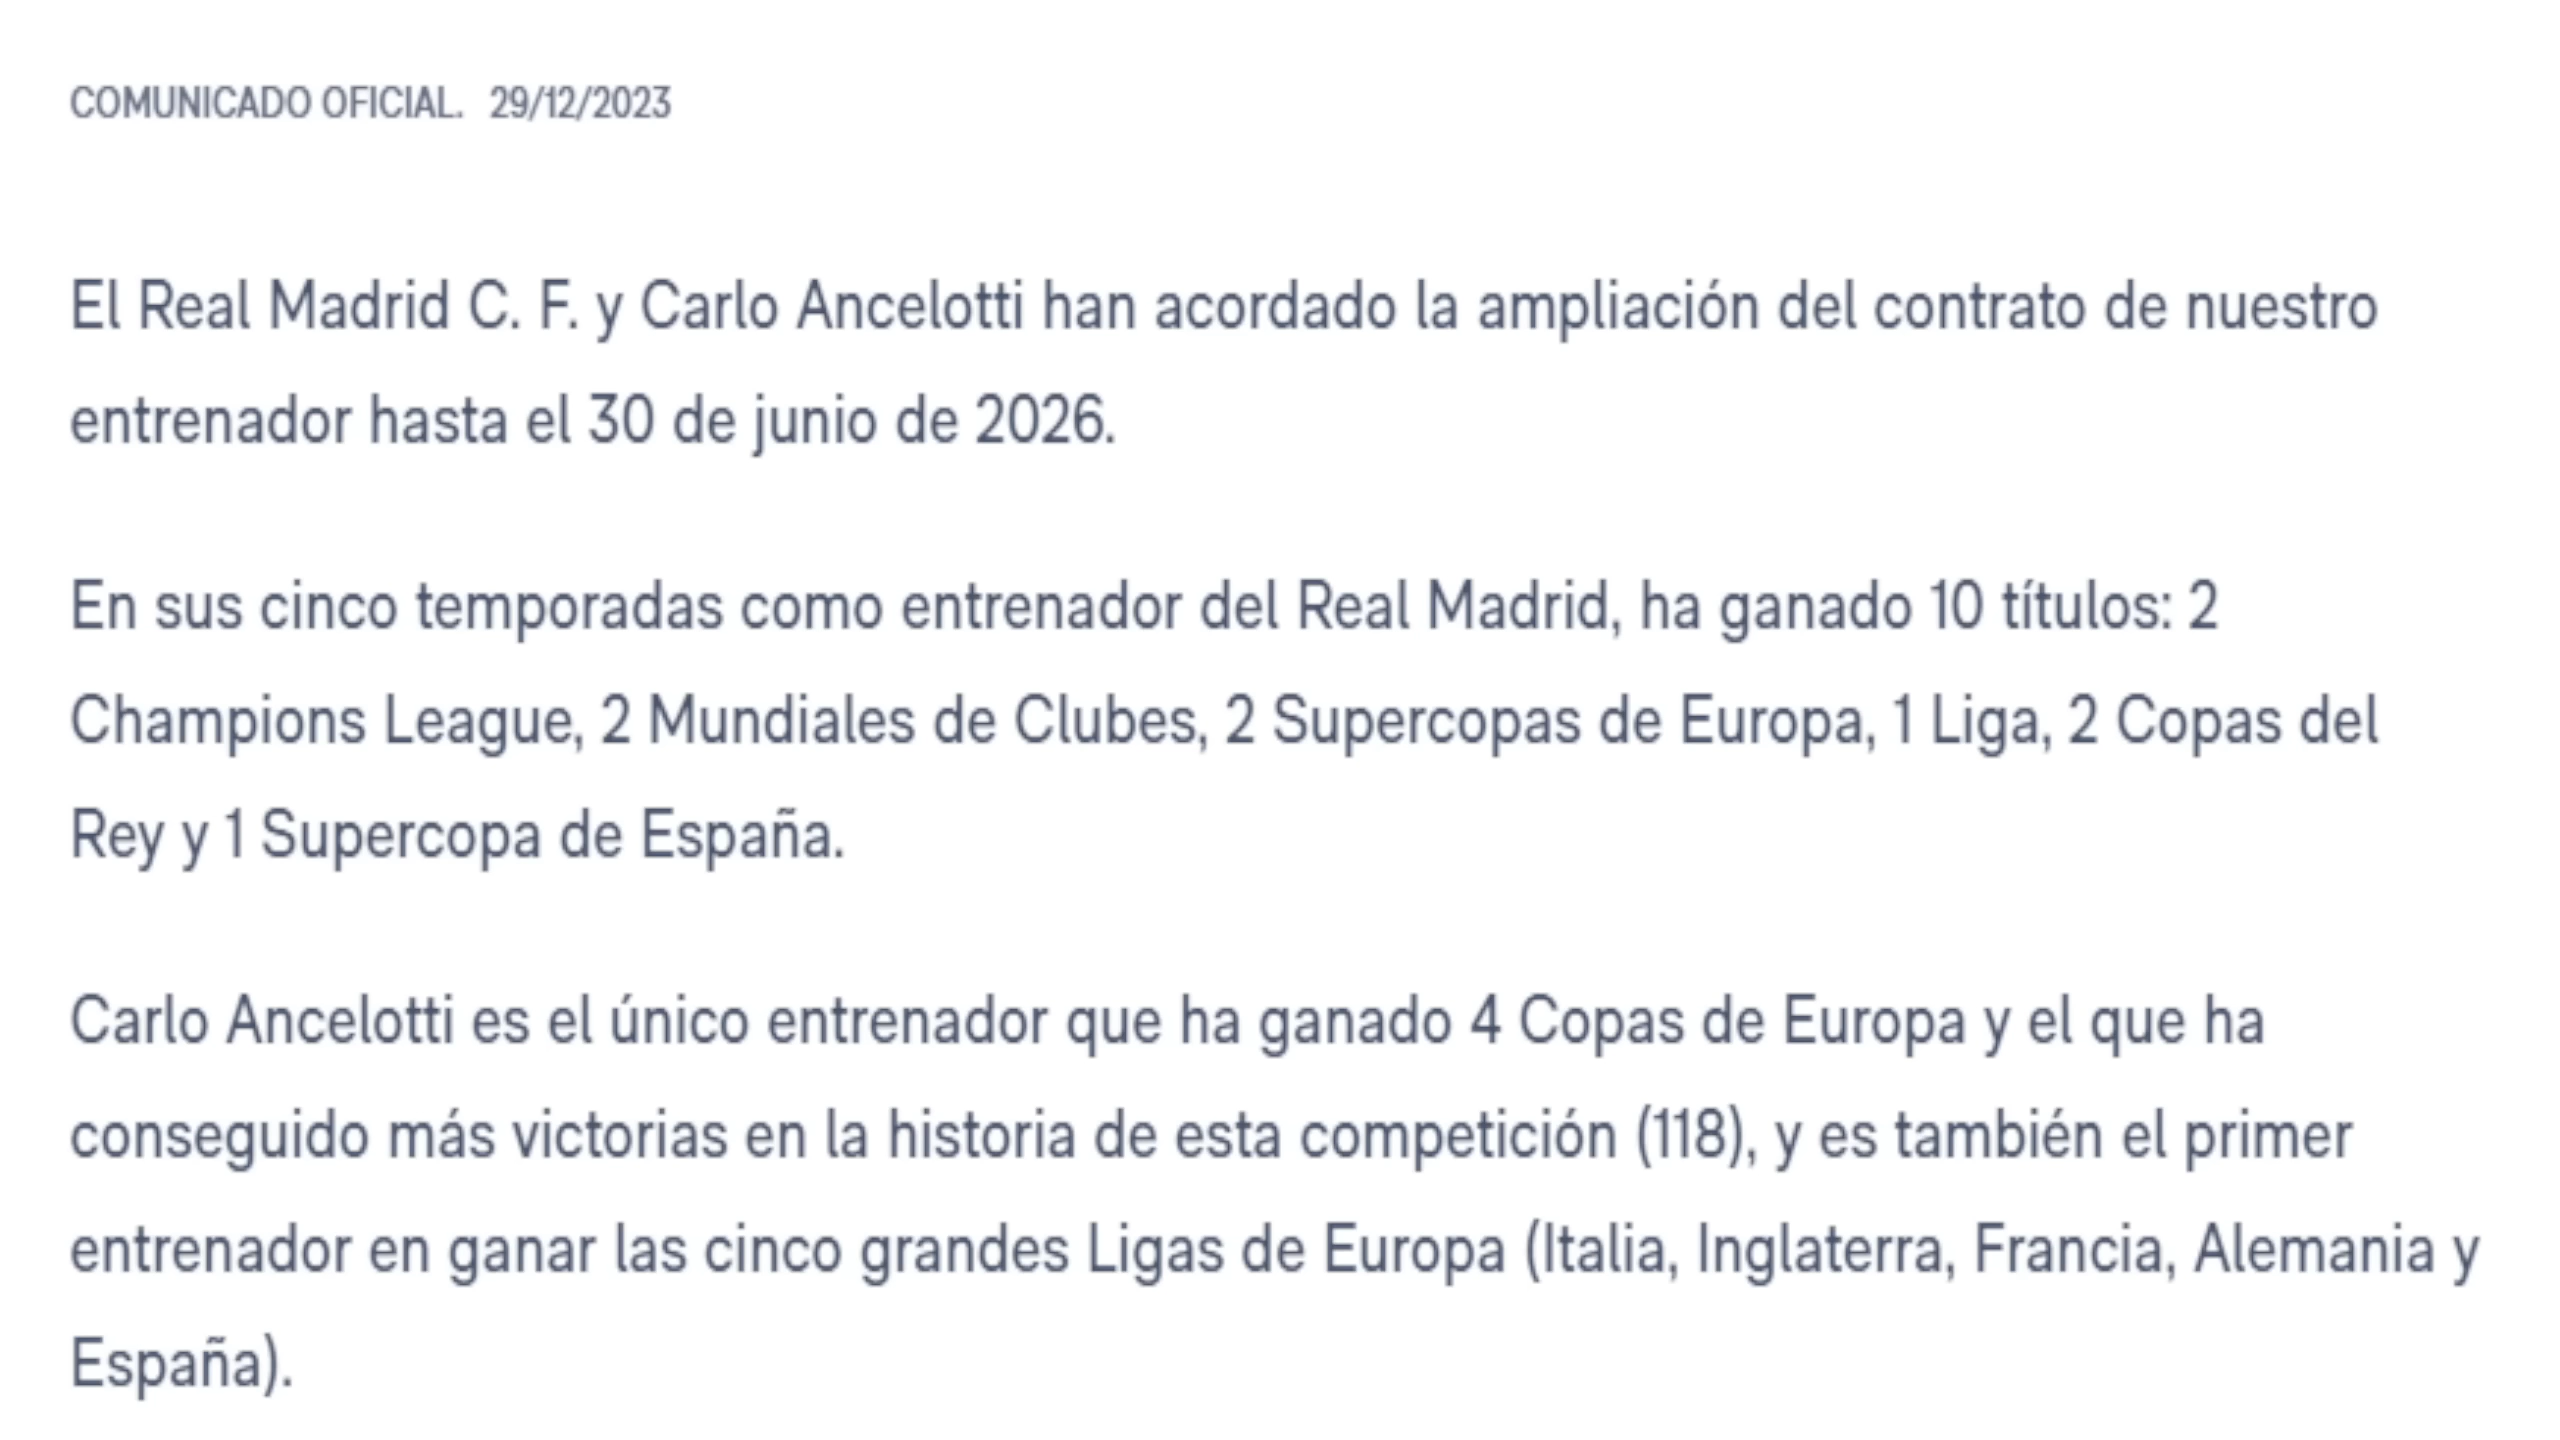 COMUNICADO OFICIAL. 29/12/2023
El Real Madrid C. F. y Carlo Ancelotti han acordado la ampliación del contrato de nuestro
entrenador hasta el 30 de junio de 2026.
En sus cinco temporadas como entrenador del Real Madrid, ha ganado 10 títulos: 2
Champions League, 2 Mundiales de Clubes, 2 Supercopas de Europa, 1 Liga, 2 Copas del
Rey y 1 Supercopa de España.
Carlo Ancelotti es el único entrenador que ha ganado 4 Copas de Europa y el que ha
conseguido más victorias en la historia de esta competición (118), y es también el primer
entrenador en ganar las cinco grandes Ligas de Europa (Italia, Inglaterra, Francia, Alemania y
España).